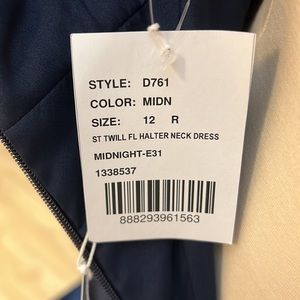 STYLE: D761
COLOR: MIDN
SIZE: 12 R
ST TWILL FL HALTER NECK DRESS
MIDNIGHT-E31
1338537
888293961563